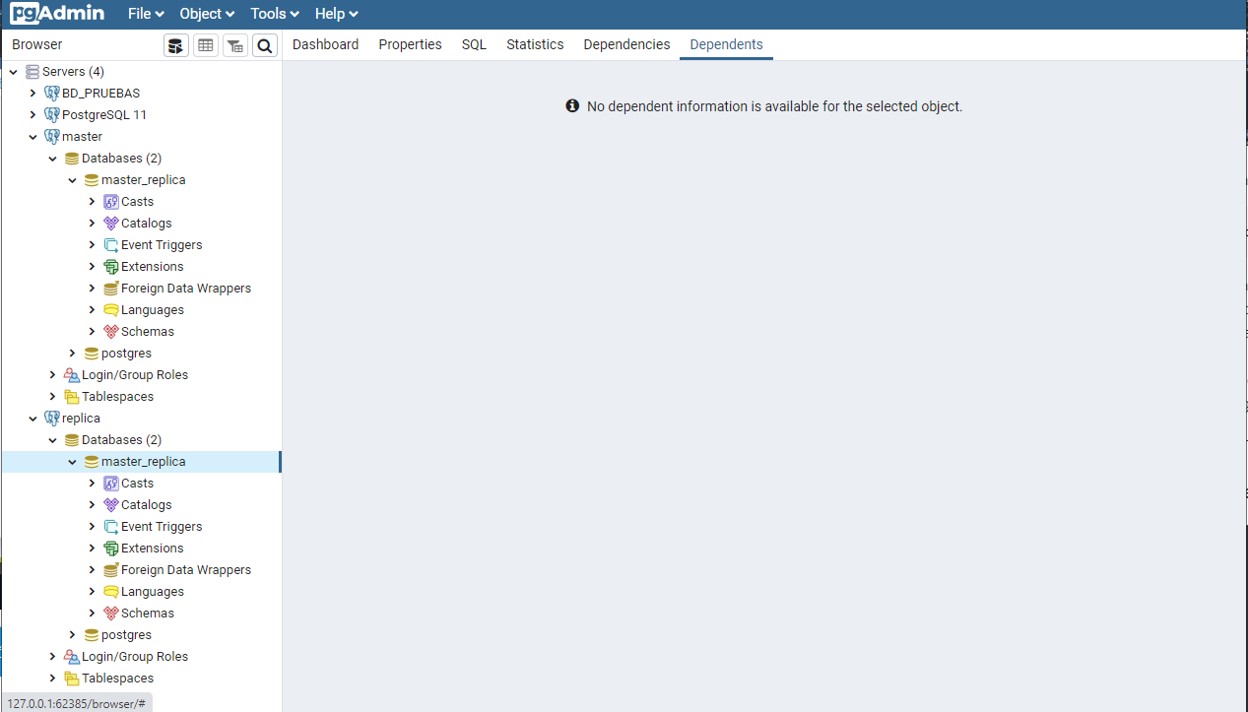 pgAdmin File Object Tools Help
Browser Dashboard Properties SQL Statistics Dependencies Dependents
Servers (4)
BD_PRUEBAS
PostgreSQL 11
master
Databases (2)
master_replica
Casts
Catalogs
Event Triggers
Extensions
Foreign Data Wrappers
Languages
Schemas
postgres
Login/Group Roles
Tablespaces
replica
Databases (2)
master_replica
Casts
Catalogs
Event Triggers
Extensions
Foreign Data Wrappers
Languages
Schemas
postgres
Login/Group Roles
Tablespaces
127.0.0.1:62385/browser/#
No dependent information is available for the selected object.